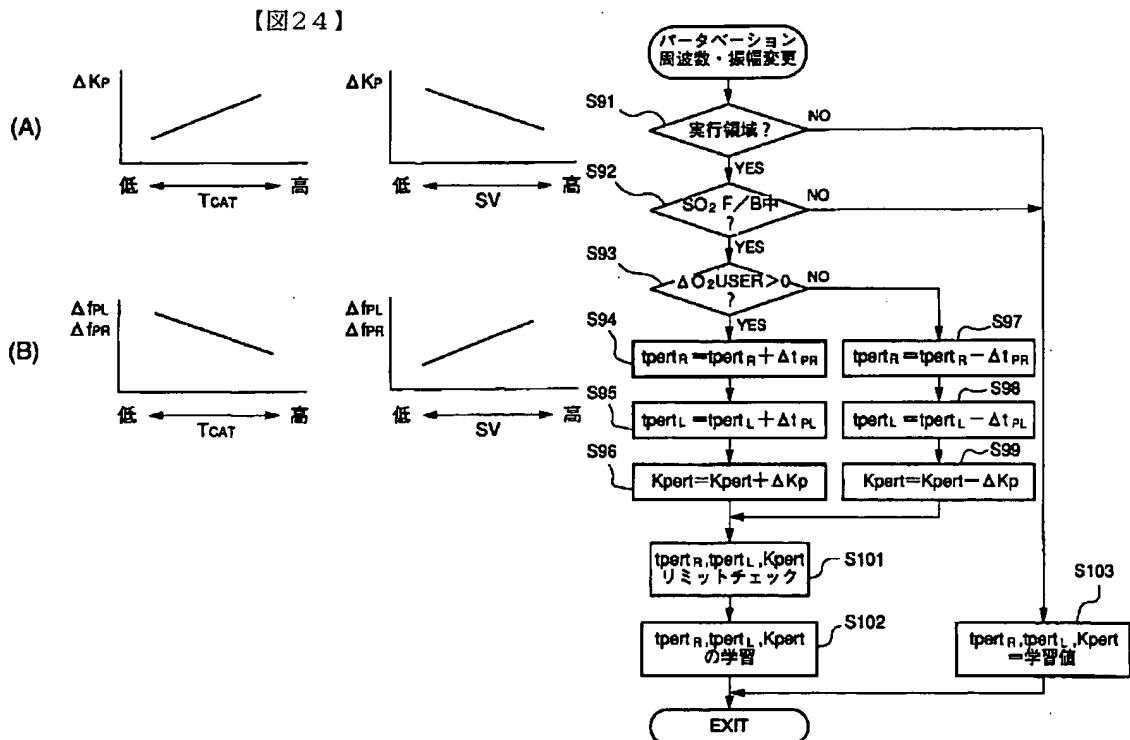 【図24】
(A)
ΔKP
低 高
TCAT
ΔKP
低 高
SV
(B)
ΔfPL
ΔfPR
低 高
TCAT
ΔfPL
ΔfPR
低 高
SV
パータベーション
周波数・振幅変更
S91
実行領域?
NO
YES
S92
SO2 F/B中
?
NO
YES
S93
ΔO2USER>0
?
NO
YES
S94
tpertR=tpertR+ΔtPR
S95
tpertL=tpertL+ΔtPL
S96
Kpert=Kpert+ΔKp
S97
tpertR=tpertR-ΔtPR
S98
tpertL=tpertL-ΔtPL
S99
Kpert=Kpert-ΔKp
S101
tpertR,tpertL,Kpert
リミットチェック
S102
tpertR,tpertL,Kpert
の学習
S103
tpertR,tpertL,Kpert
=学習値
EXIT